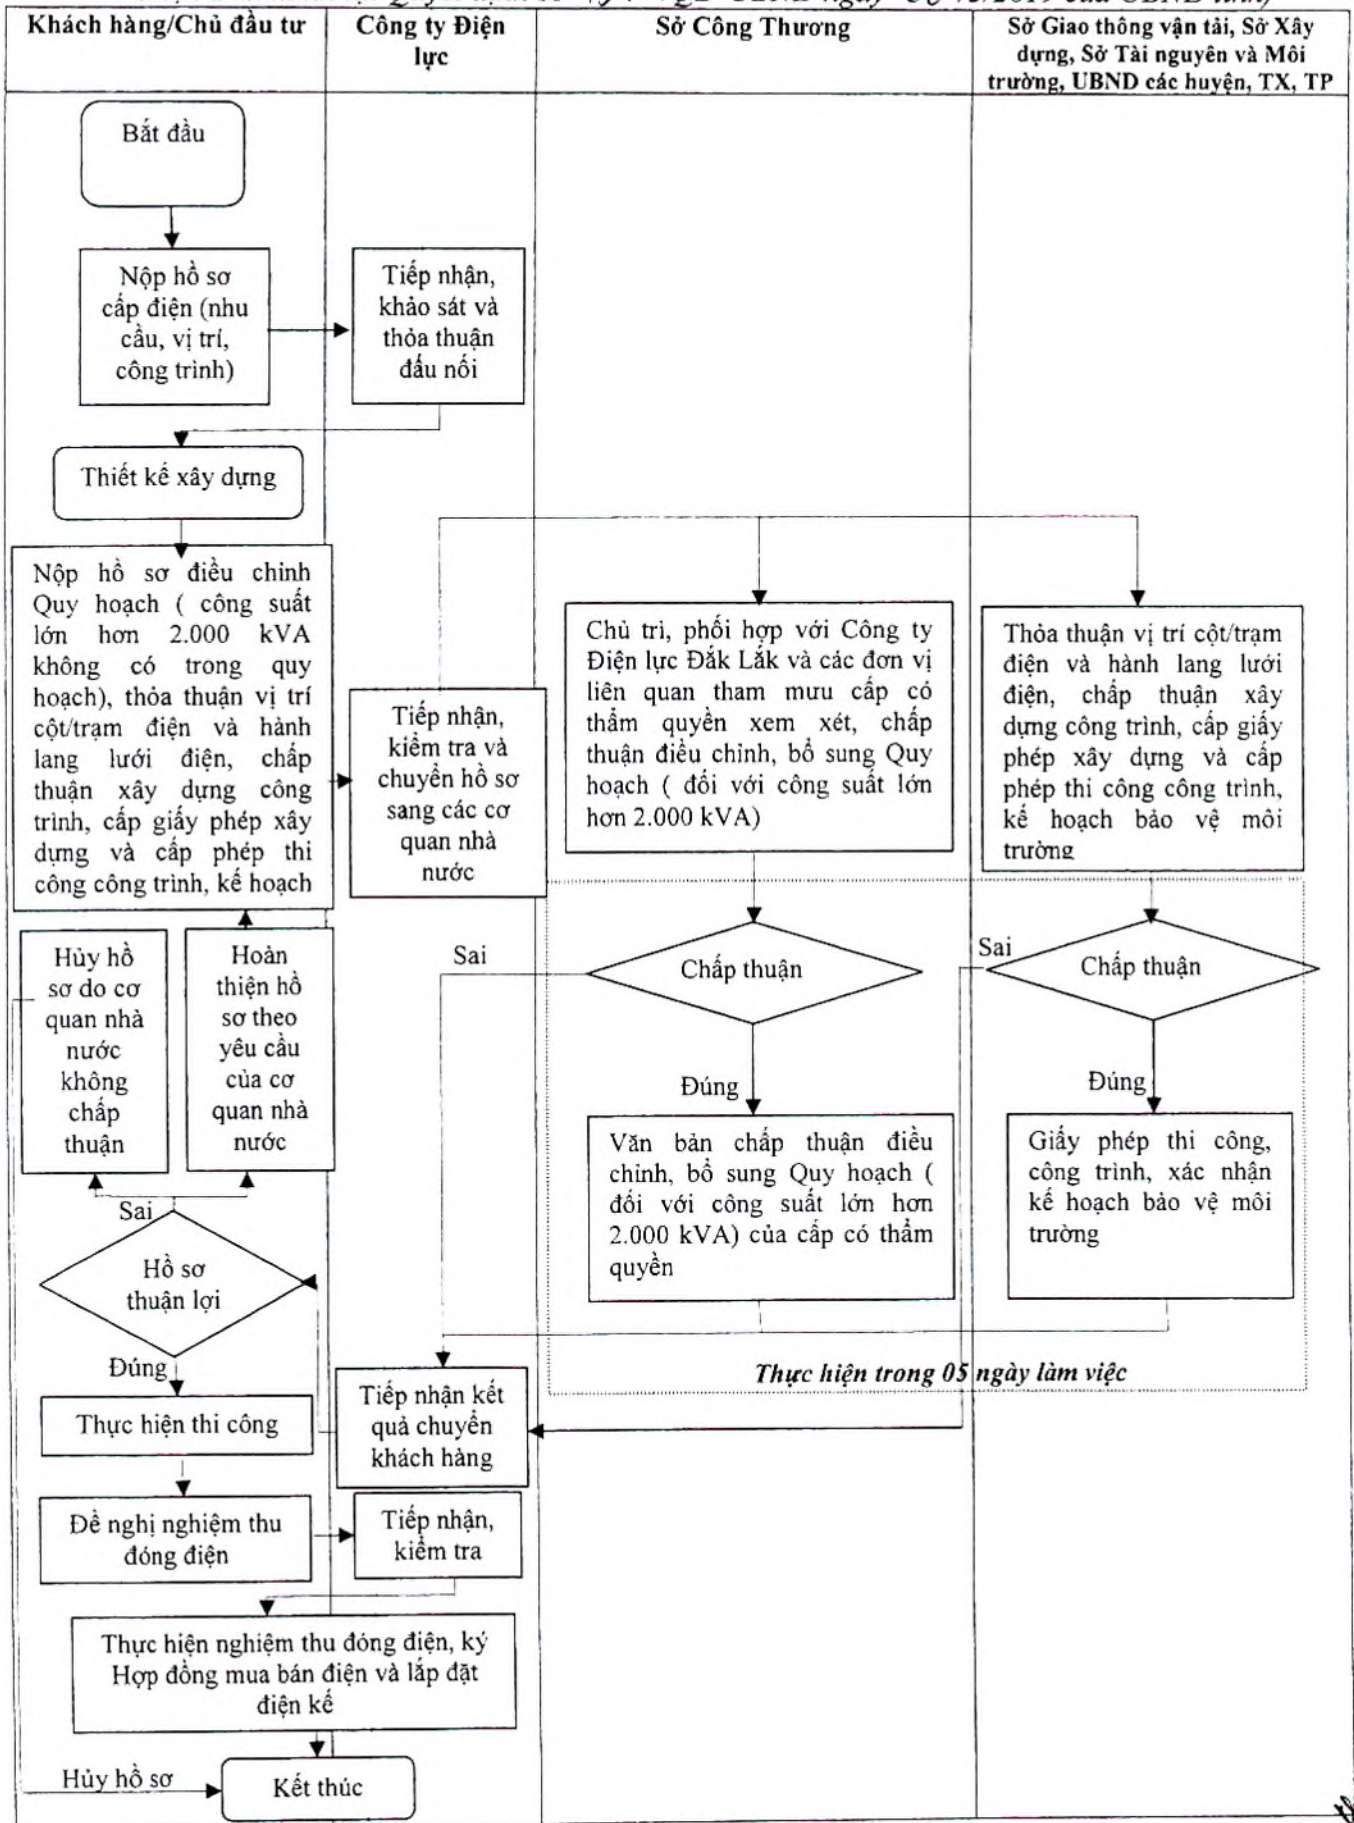 Khách hàng/Chủ đầu tư
Công ty Điện
lực
Sở Công Thương
Sở Giao thông vận tải, Sở Xây
dựng, Sở Tài nguyên và Môi
trường, UBND các huyện, TX, TP
Bắt đầu
Nộp hồ sơ
cấp điện (nhu
cầu, vị trí,
công trình)
Tiếp nhận,
khảo sát và
thỏa thuận
đấu nối
Thiết kế xây dựng
Nộp hồ sơ điều chỉnh
Quy hoạch ( công suất
lớn hơn 2.000 kVA
không có trong quy
hoạch), thỏa thuận vị trí
cột/trạm điện và hành
lang lưới điện, chấp
thuận xây dựng công
trình, cấp giấy phép xây
dựng và cấp phép thi
công công trình, kế hoạch
Tiếp nhận,
kiểm tra và
chuyển hồ sơ
sang các cơ
quan nhà
nước
Chủ trì, phối hợp với Công ty
Điện lực Đắk Lắk và các đơn vị
liên quan tham mưu cấp có
thẩm quyền xem xét, chấp
thuận điều chỉnh, bổ sung Quy
hoạch ( đối với công suất lớn
hơn 2.000 kVA)
Thỏa thuận vị trí cột/trạm
điện và hành lang lưới
điện, chấp thuận xây
dựng công trình, cấp giấy
phép xây dựng và cấp
phép thi công công trình,
kế hoạch bảo vệ môi
trường
Hủy hồ
sơ do cơ
quan nhà
nước
không
chấp
thuận
Hoàn
thiện hồ
sơ theo
yêu cầu
của cơ
quan nhà
nước
Sai
Chấp thuận
Sai
Chấp thuận
Đúng
Đúng
Văn bản chấp thuận điều
chỉnh, bổ sung Quy hoạch (
đối với công suất lớn hơn
2.000 kVA) của cấp có thẩm
quyền
Giấy phép thi công,
công trình, xác nhận
kế hoạch bảo vệ môi
trường
Sai
Hồ sơ
thuận lợi
Đúng
Thực hiện trong 05 ngày làm việc
Thực hiện thi công
Tiếp nhận kết
quả chuyển
khách hàng
Đề nghị nghiệm thu
đóng điện
Tiếp nhận,
kiểm tra
Thực hiện nghiệm thu đóng điện, ký
Hợp đồng mua bán điện và lắp đặt
điện kế
Hủy hồ sơ
Kết thúc